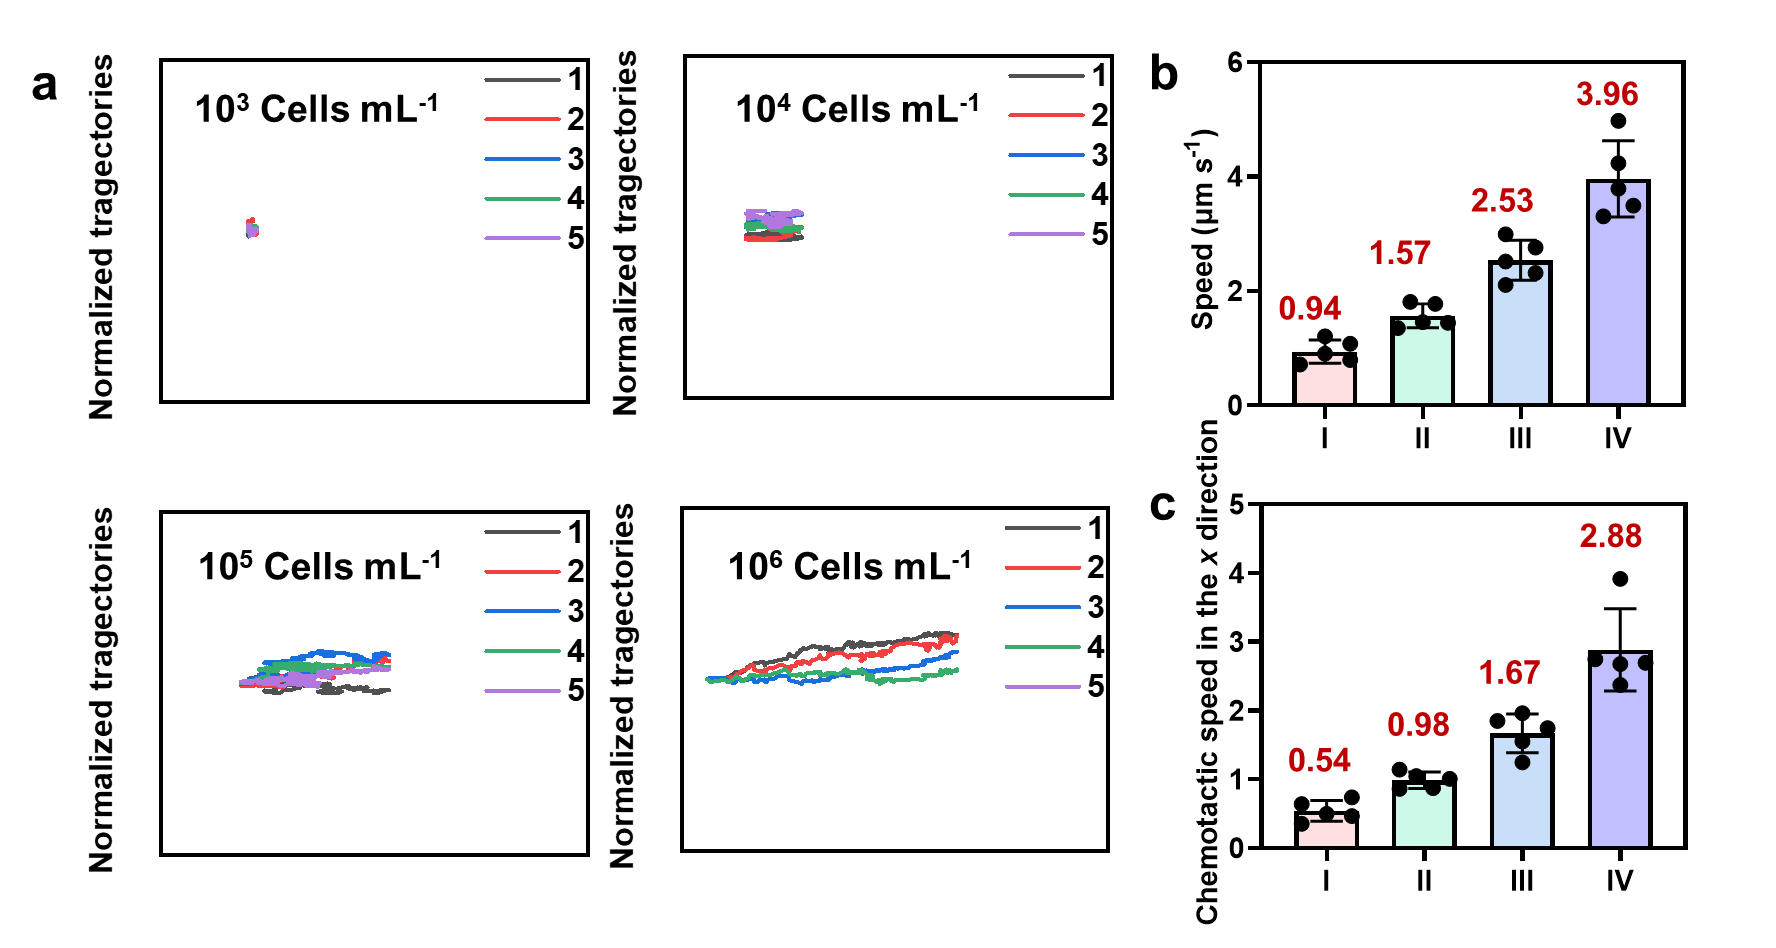 a
Normalized tragectories
10³ Cells mL⁻¹
1
2
3
4
5
Normalized tragectories
10⁴ Cells mL⁻¹
1
2
3
4
5
Normalized tragectories
10⁵ Cells mL⁻¹
1
2
3
4
5
Normalized tragectories
10⁶ Cells mL⁻¹
1
2
3
4
5
b
Speed (μm s⁻¹)
6
4
2
0
0.94
1.57
2.53
3.96
I
II
III
IV
c
Chemotactic speed in the x direction
5
4
3
2
1
0
0.54
0.98
1.67
2.88
I
II
III
IV